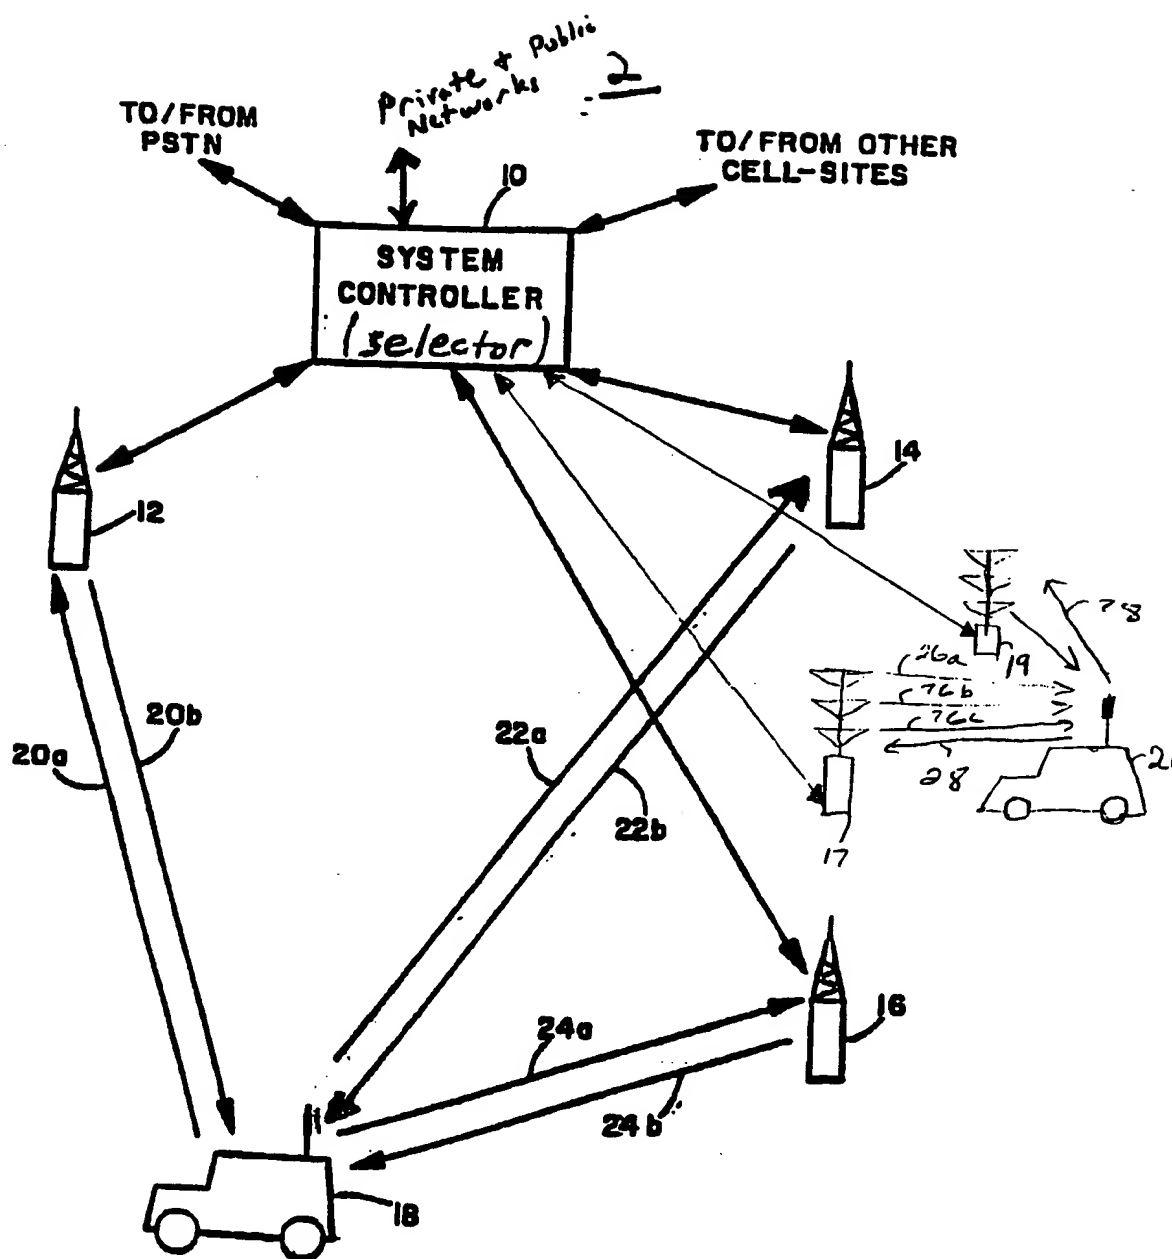 Private & Public
Networks
2
TO/FROM
PSTN
TO/FROM OTHER
CELL-SITES
10
SYSTEM
CONTROLLER
(selector)
14
12
19
28
26a
26b
26c
28
17
20a
20b
22a
22b
16
24a
24b
18